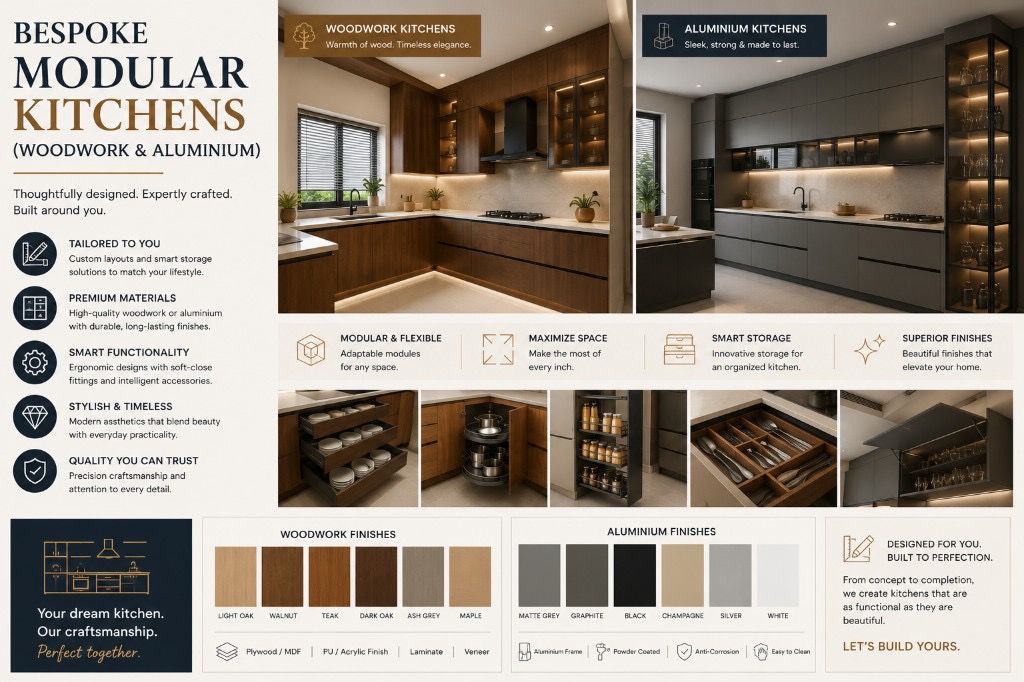 BESPOKE
MODULAR
KITCHENS
(WOODWORK & ALUMINIUM)
Thoughtfully designed. Expertly crafted.
Built around you.
TAILORED TO YOU
Custom layouts and smart storage
solutions to match your lifestyle.
PREMIUM MATERIALS
High-quality woodwork or aluminium
with durable, long-lasting finishes.
SMART FUNCTIONALITY
Ergonomic designs with soft-close
fittings and intelligent accessories.
STYLISH & TIMELESS
Modern asthetics that blend beauty
with everyday practicality.
QUALITY YOU CAN TRUST
Precision craftsmanship and
attention to every detail.
WOODWORK KITCHENS
Warmth of wood. Timeless elegance.
ALUMINIUM KITCHENS
Sleek, strong & made to last.
MODULAR & FLEXIBLE
Adaptable modules
for any space.
MAXIMIZE SPACE
Make the most of
every inch.
SMART STORAGE
Innovative storage for
an organized kitchen.
SUPERIOR FINISHES
Beautiful finishes that
elevate your home.
Your dream kitchen.
Our craftsmanship.
Perfect together.
WOODWORK FINISHES
LIGHT OAK
WALNUT
TEAK
DARK OAK
ASH GREY
MAPLE
Plywood / MDF
PU / Acrylic Finish
Laminate
Veneer
ALUMINIUM FINISHES
MATTE GREY
GRAPHITE
BLACK
CHAMPAGNE
SILVER
WHITE
Aluminium Frame
Powder Coated
Anti-Corrosion
Easy to Clean
DESIGNED FOR YOU.
BUILT TO PERFECTION.
From concept to completion,
we create kitchens that are
as functional as they are
beautiful.
LET'S BUILD YOURS.